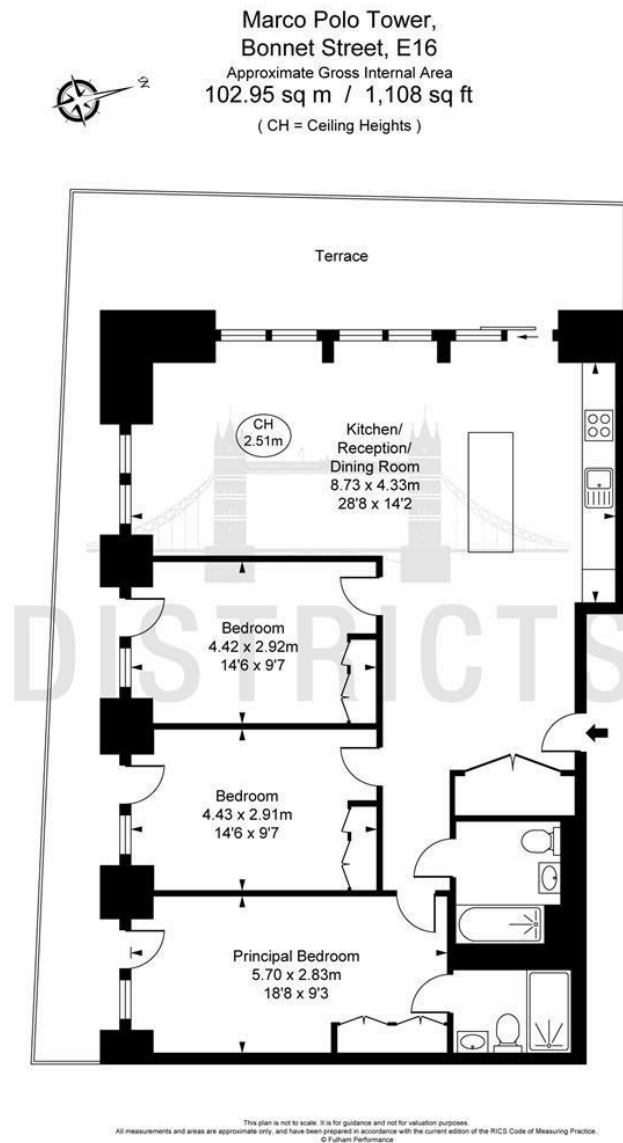 Marco Polo Tower,
Bonnet Street, E16
Approximate Gross Internal Area
102.95 sq m / 1,108 sq ft
( CH = Ceiling Heights )
N
Terrace
CH
2.51m
Kitchen/
Reception/
Dining Room
8.73 x 4.33m
28'8 x 14'2
DISTRICTS
Bedroom
4.42 x 2.92m
14'6 x 9'7
Bedroom
4.43 x 2.91m
14'6 x 9'7
Principal Bedroom
5.70 x 2.83m
18'8 x 9'3
This plan is not to scale. It is for guidance and not for valuation purposes.
All measurements and areas are approximate only, and have been prepared in accordance with the current edition of the RICS Code of Measuring Practice.
© Fulham Performance